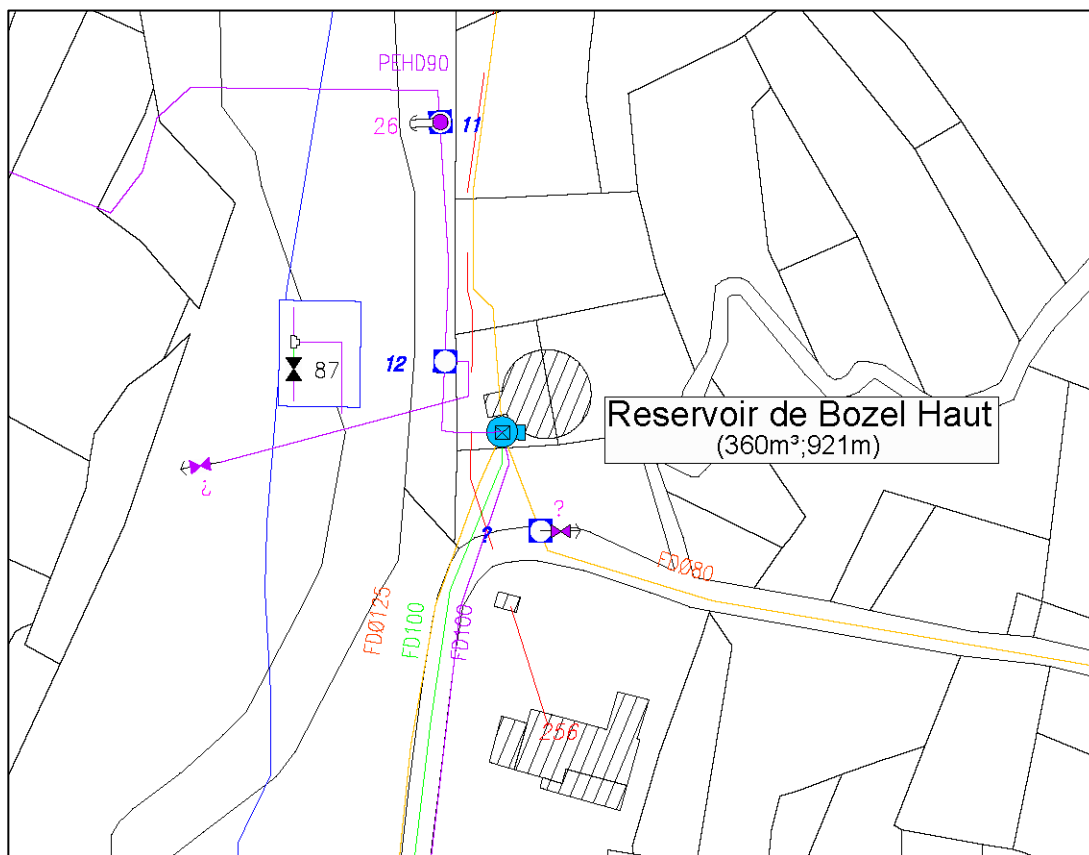 PEHD90
26
11
87
12
Reservoir de Bozel Haut
(360m³;921m)
¿
?
?
FDØ80
FDØ125
FD100
FD100
256